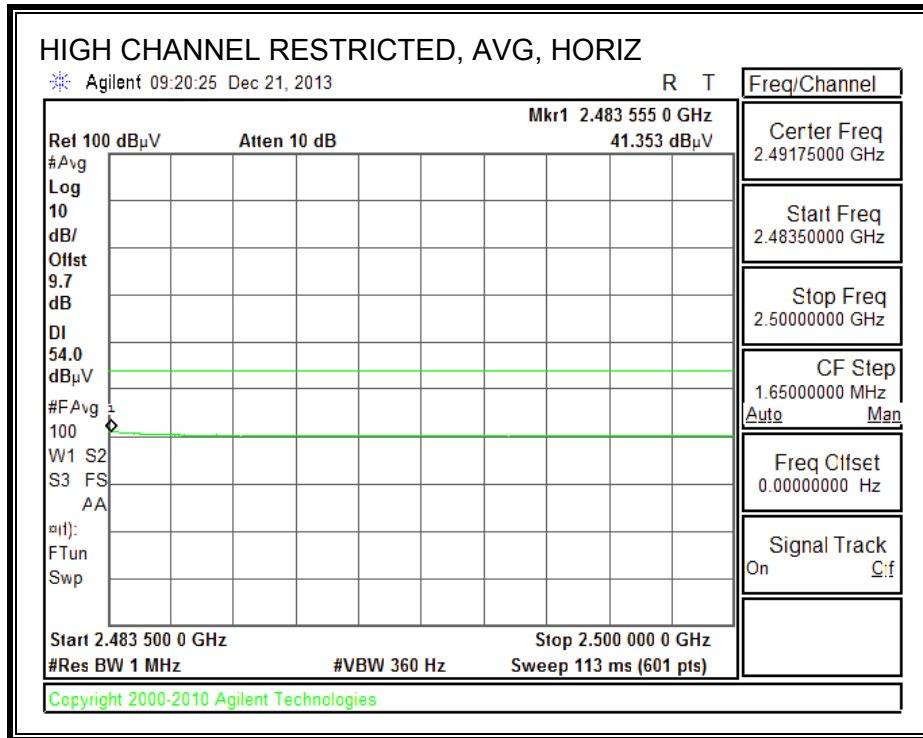 HIGH CHANNEL RESTRICTED, AVG, HORIZ
Agilent 09:20:25 Dec 21, 2013 R T
Mkr1 2.483 555 0 GHz
Ref 100 dBµV Atten 10 dB 41.353 dBµV
#Avg
Log
10
dB/
Offst
9.7
dB
DI
54.0
dBµV
#FAvg 1
100
W1 S2
S3 FS
AA
¤(f):
FTun
Swp
Start 2.483 500 0 GHz Stop 2.500 000 0 GHz
#Res BW 1 MHz #VBW 360 Hz Sweep 113 ms (601 pts)
Freq/Channel
Center Freq
2.49175000 GHz
Start Freq
2.48350000 GHz
Stop Freq
2.50000000 GHz
CF Step
1.65000000 MHz
Auto Man
Freq Offset
0.00000000 Hz
Signal Track
On Off
Copyright 2000-2010 Agilent Technologies